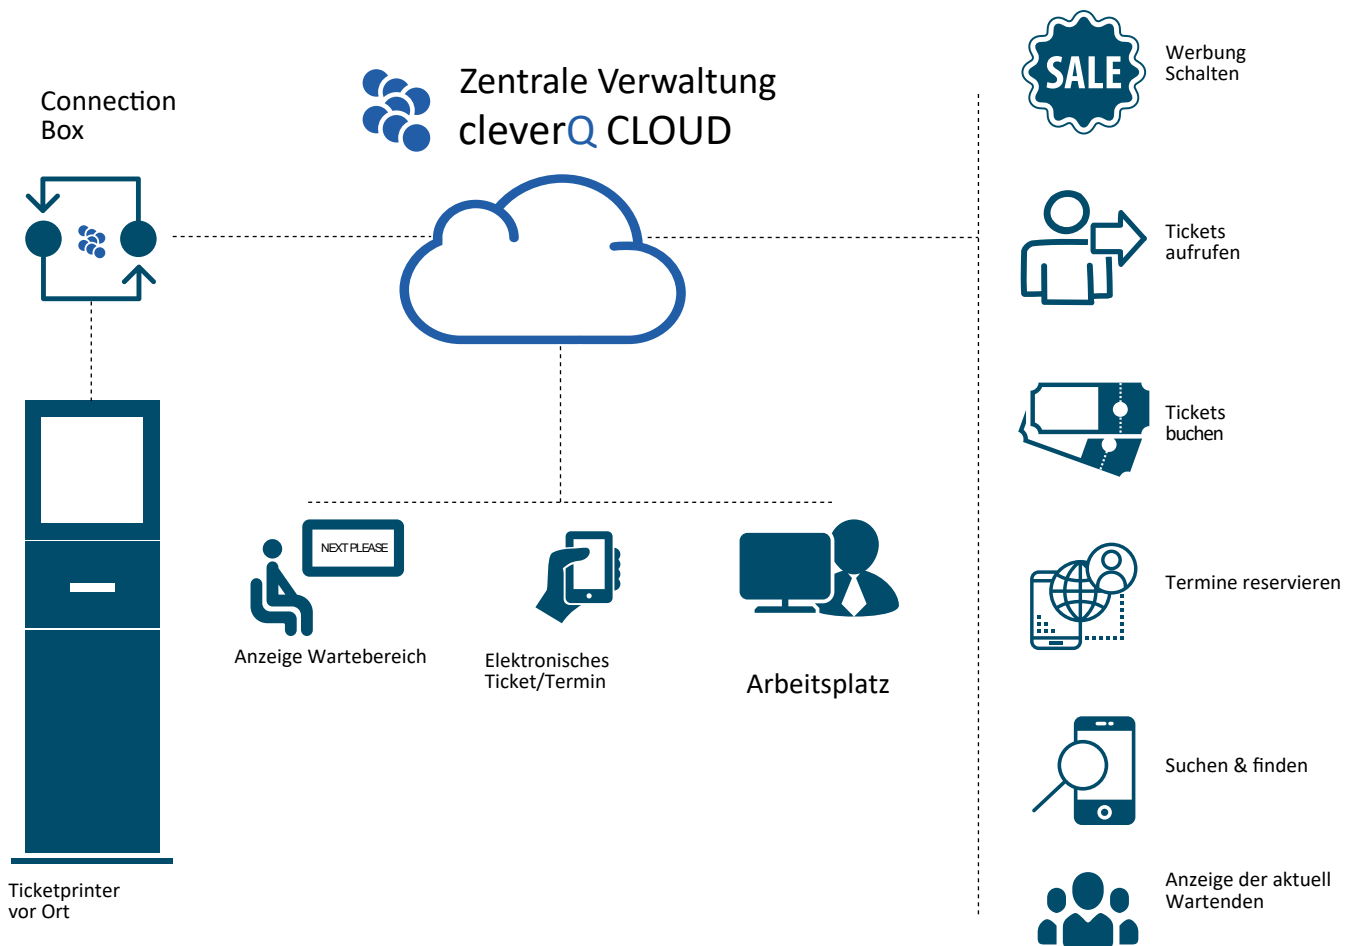 Connection
Box
Zentrale Verwaltung
cleverQ CLOUD
SALE
Werbung
Schalten
Tickets
aufrufen
Tickets
buchen
NEXT PLEASE
Anzeige Wartebereich
Elektronisches
Ticket/Termin
Arbeitsplatz
Termine reservieren
Suchen & finden
Ticketprinter
vor Ort
Anzeige der aktuell
Wartenden